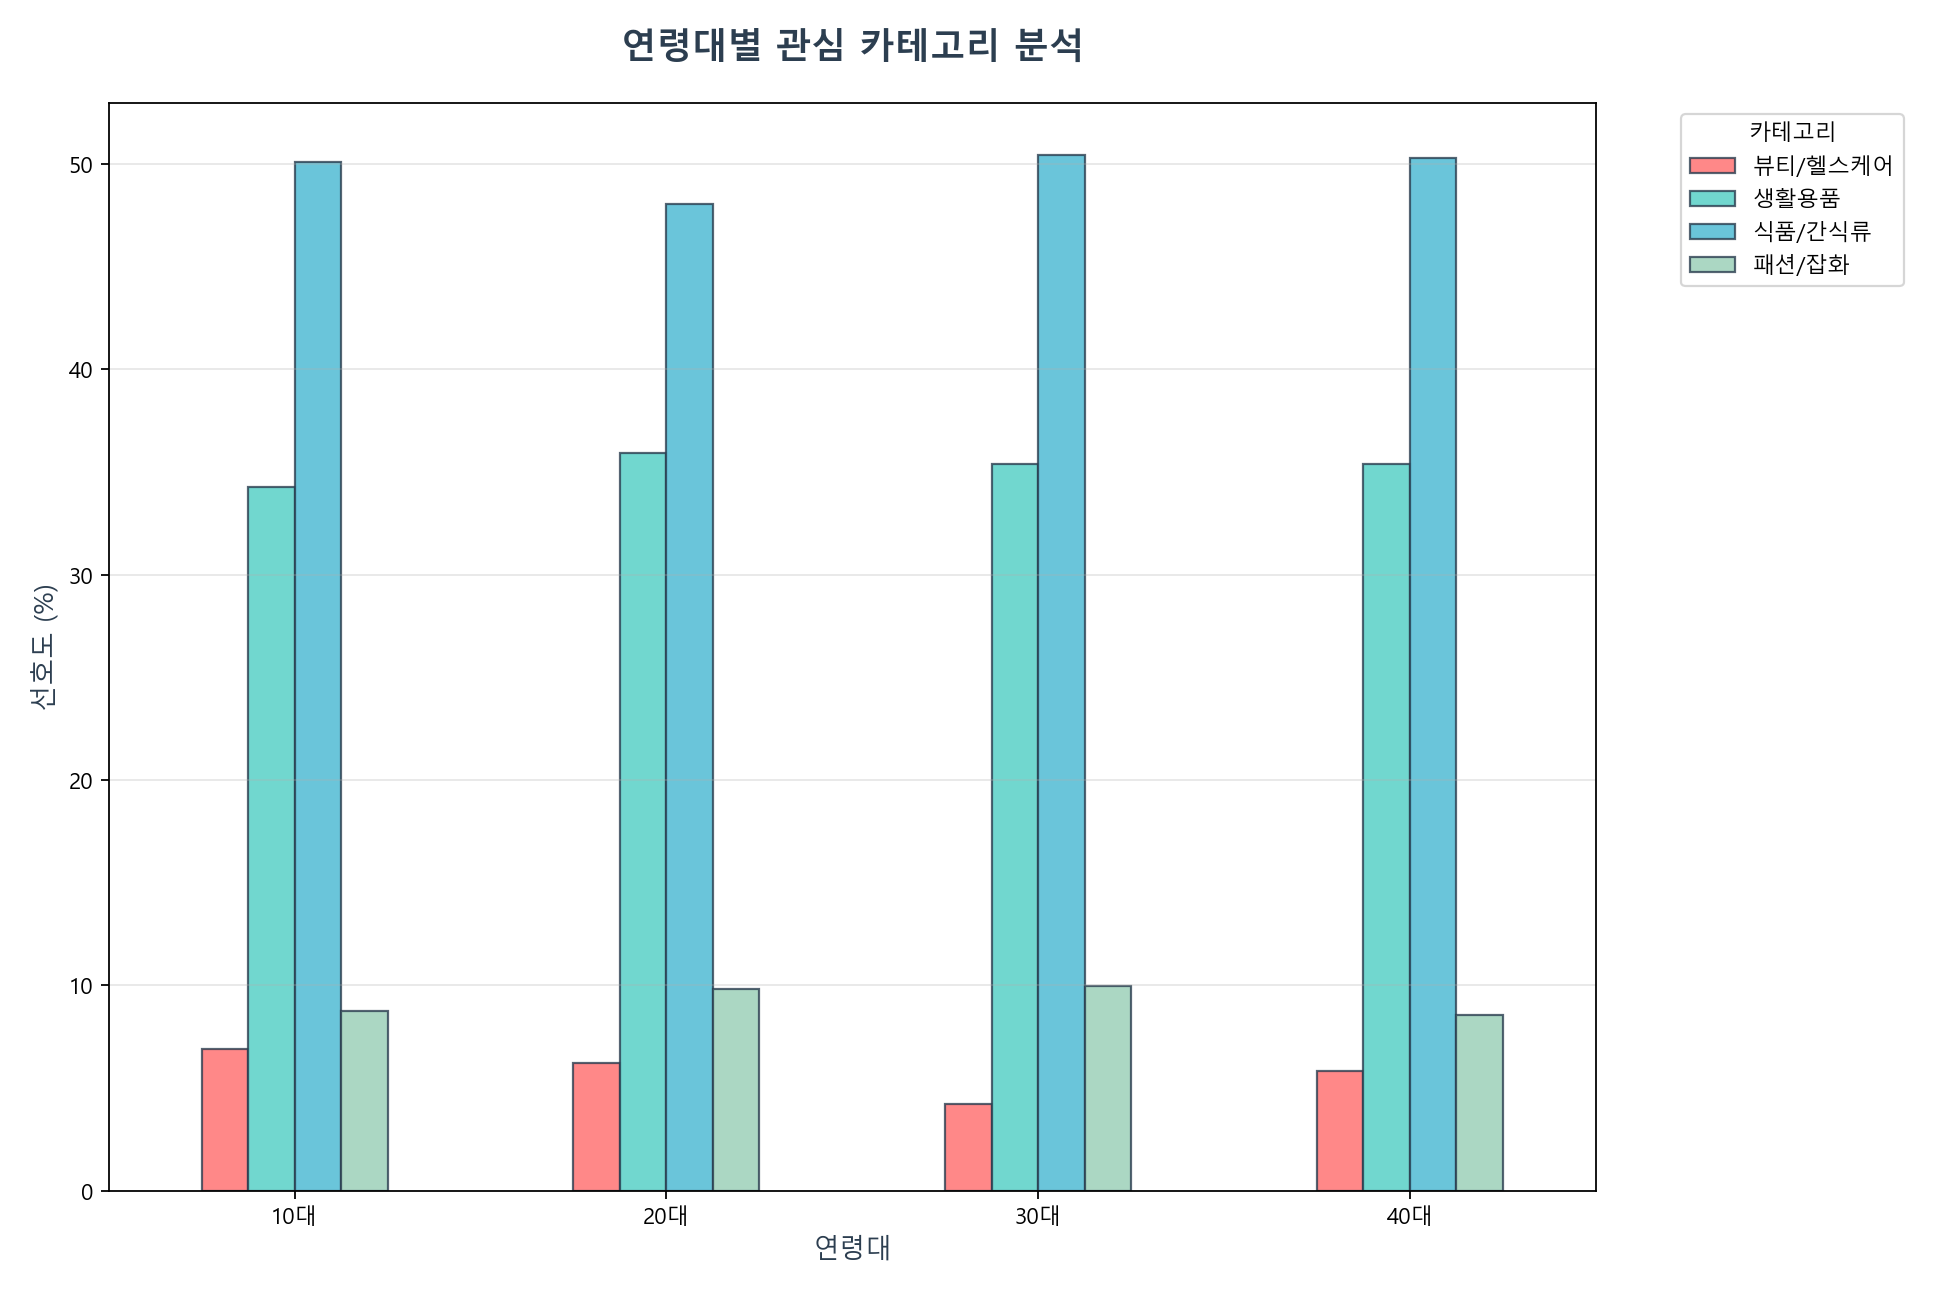 연령대별 관심 카테고리 분석
카테고리
뷰티/헬스케어
생활용품
식품/간식류
패션/잡화
선호도 (%)
50
40
30
20
10
0
10대
20대
30대
40대
연령대